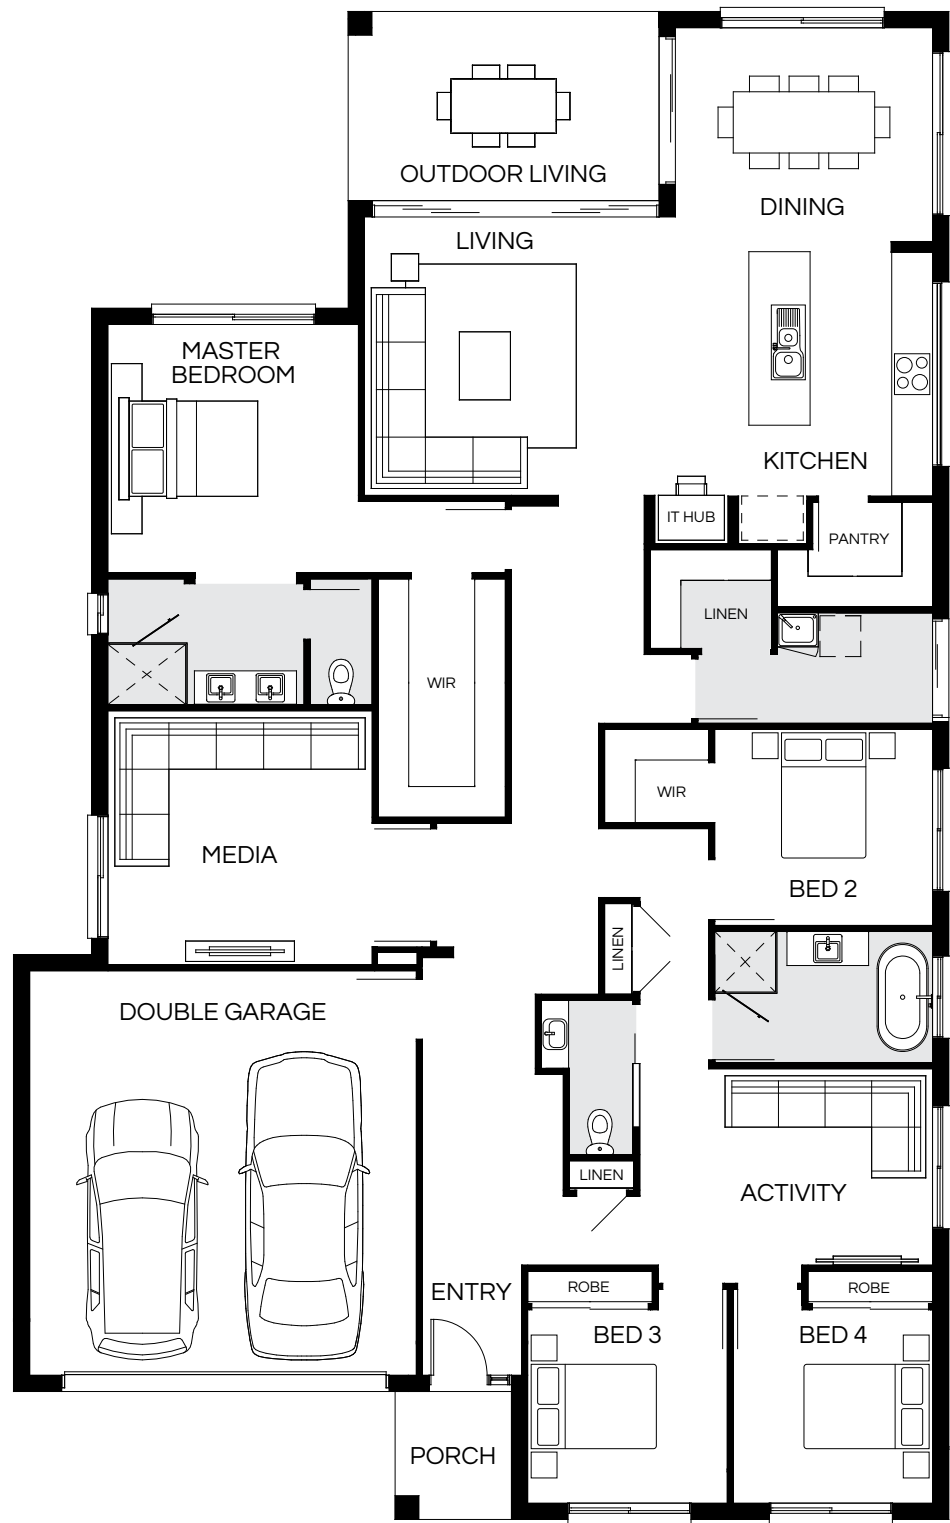 OUTDOOR LIVING
DINING
LIVING
MASTER
BEDROOM
KITCHEN
IT HUB
PANTRY
LINEN
WIR
WIR
MEDIA
BED 2
LINEN
DOUBLE GARAGE
LINEN
ACTIVITY
ENTRY
ROBE
ROBE
BED 3
BED 4
PORCH